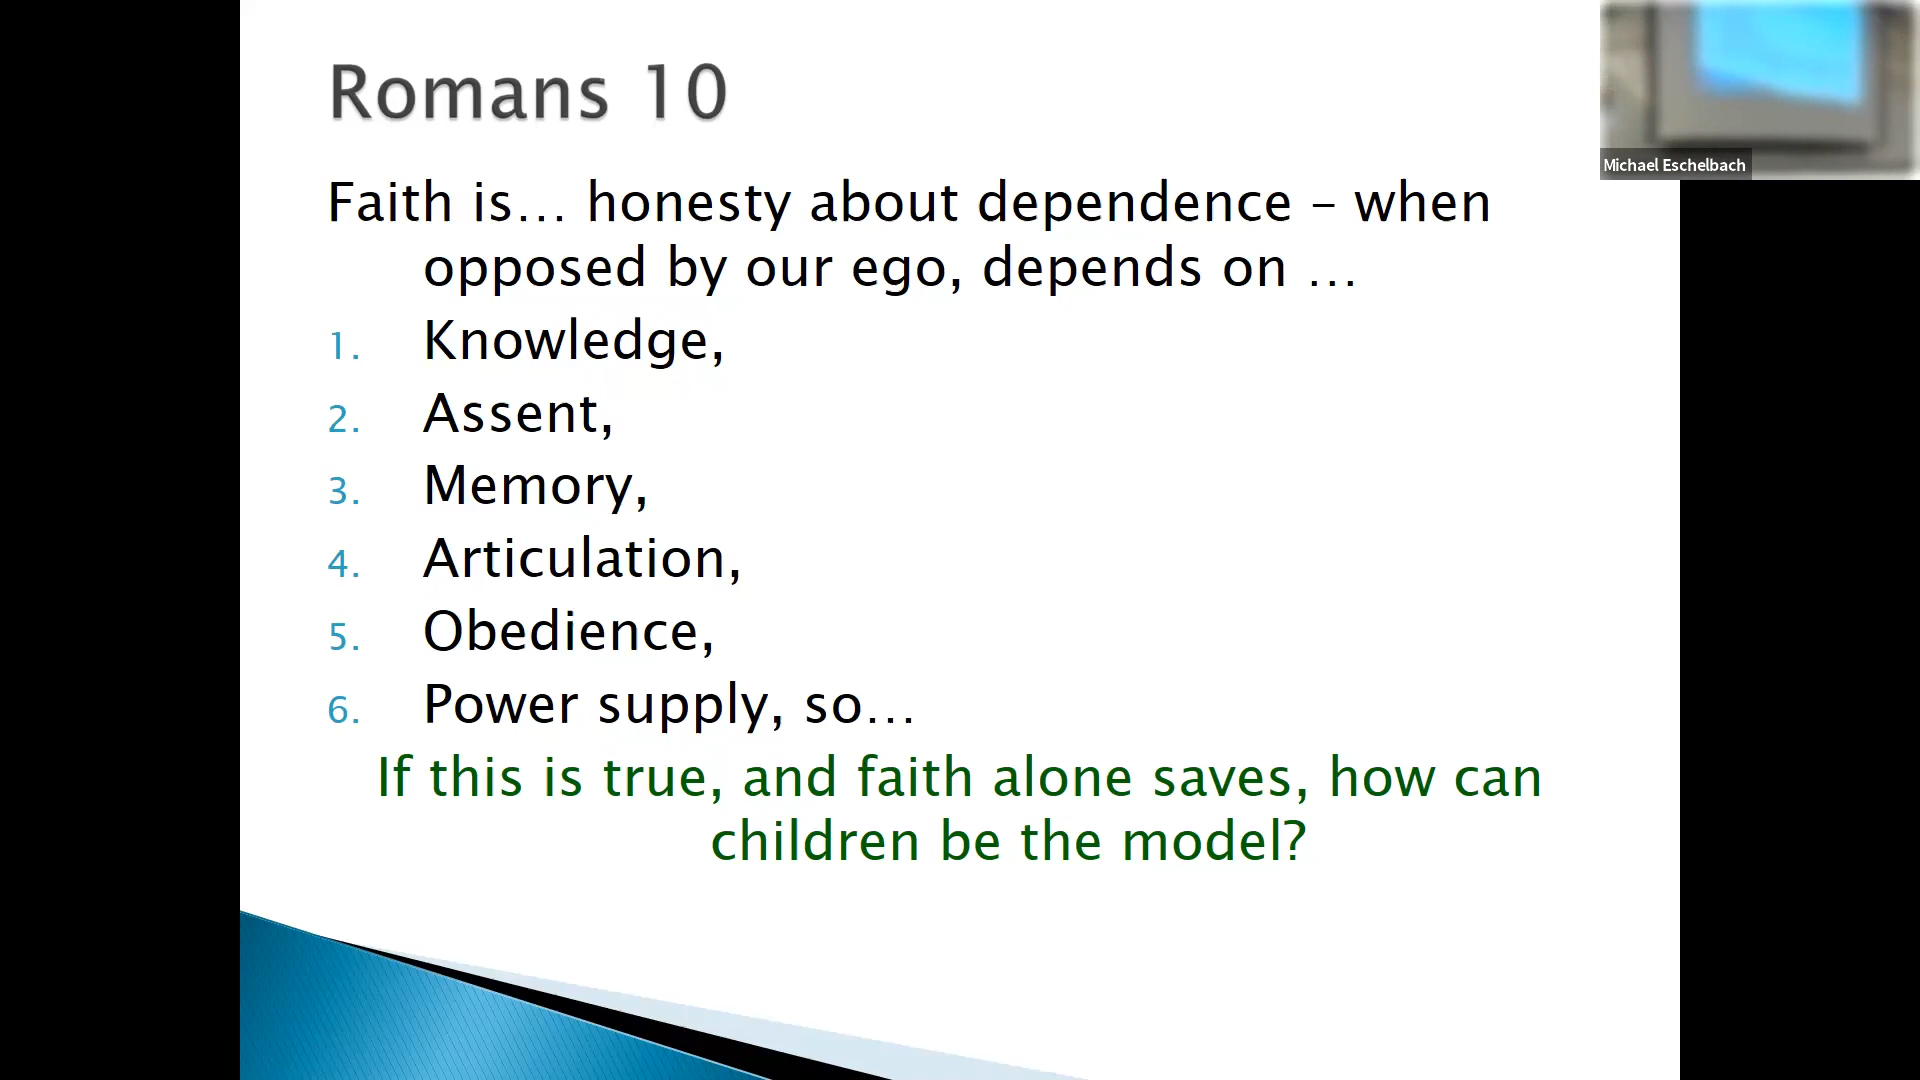 Romans 10
Michael Eschelbach
Faith is… honesty about dependence – when
opposed by our ego, depends on …
1. Knowledge,
2. Assent,
3. Memory,
4. Articulation,
5. Obedience,
6. Power supply, so…
If this is true, and faith alone saves, how can
children be the model?